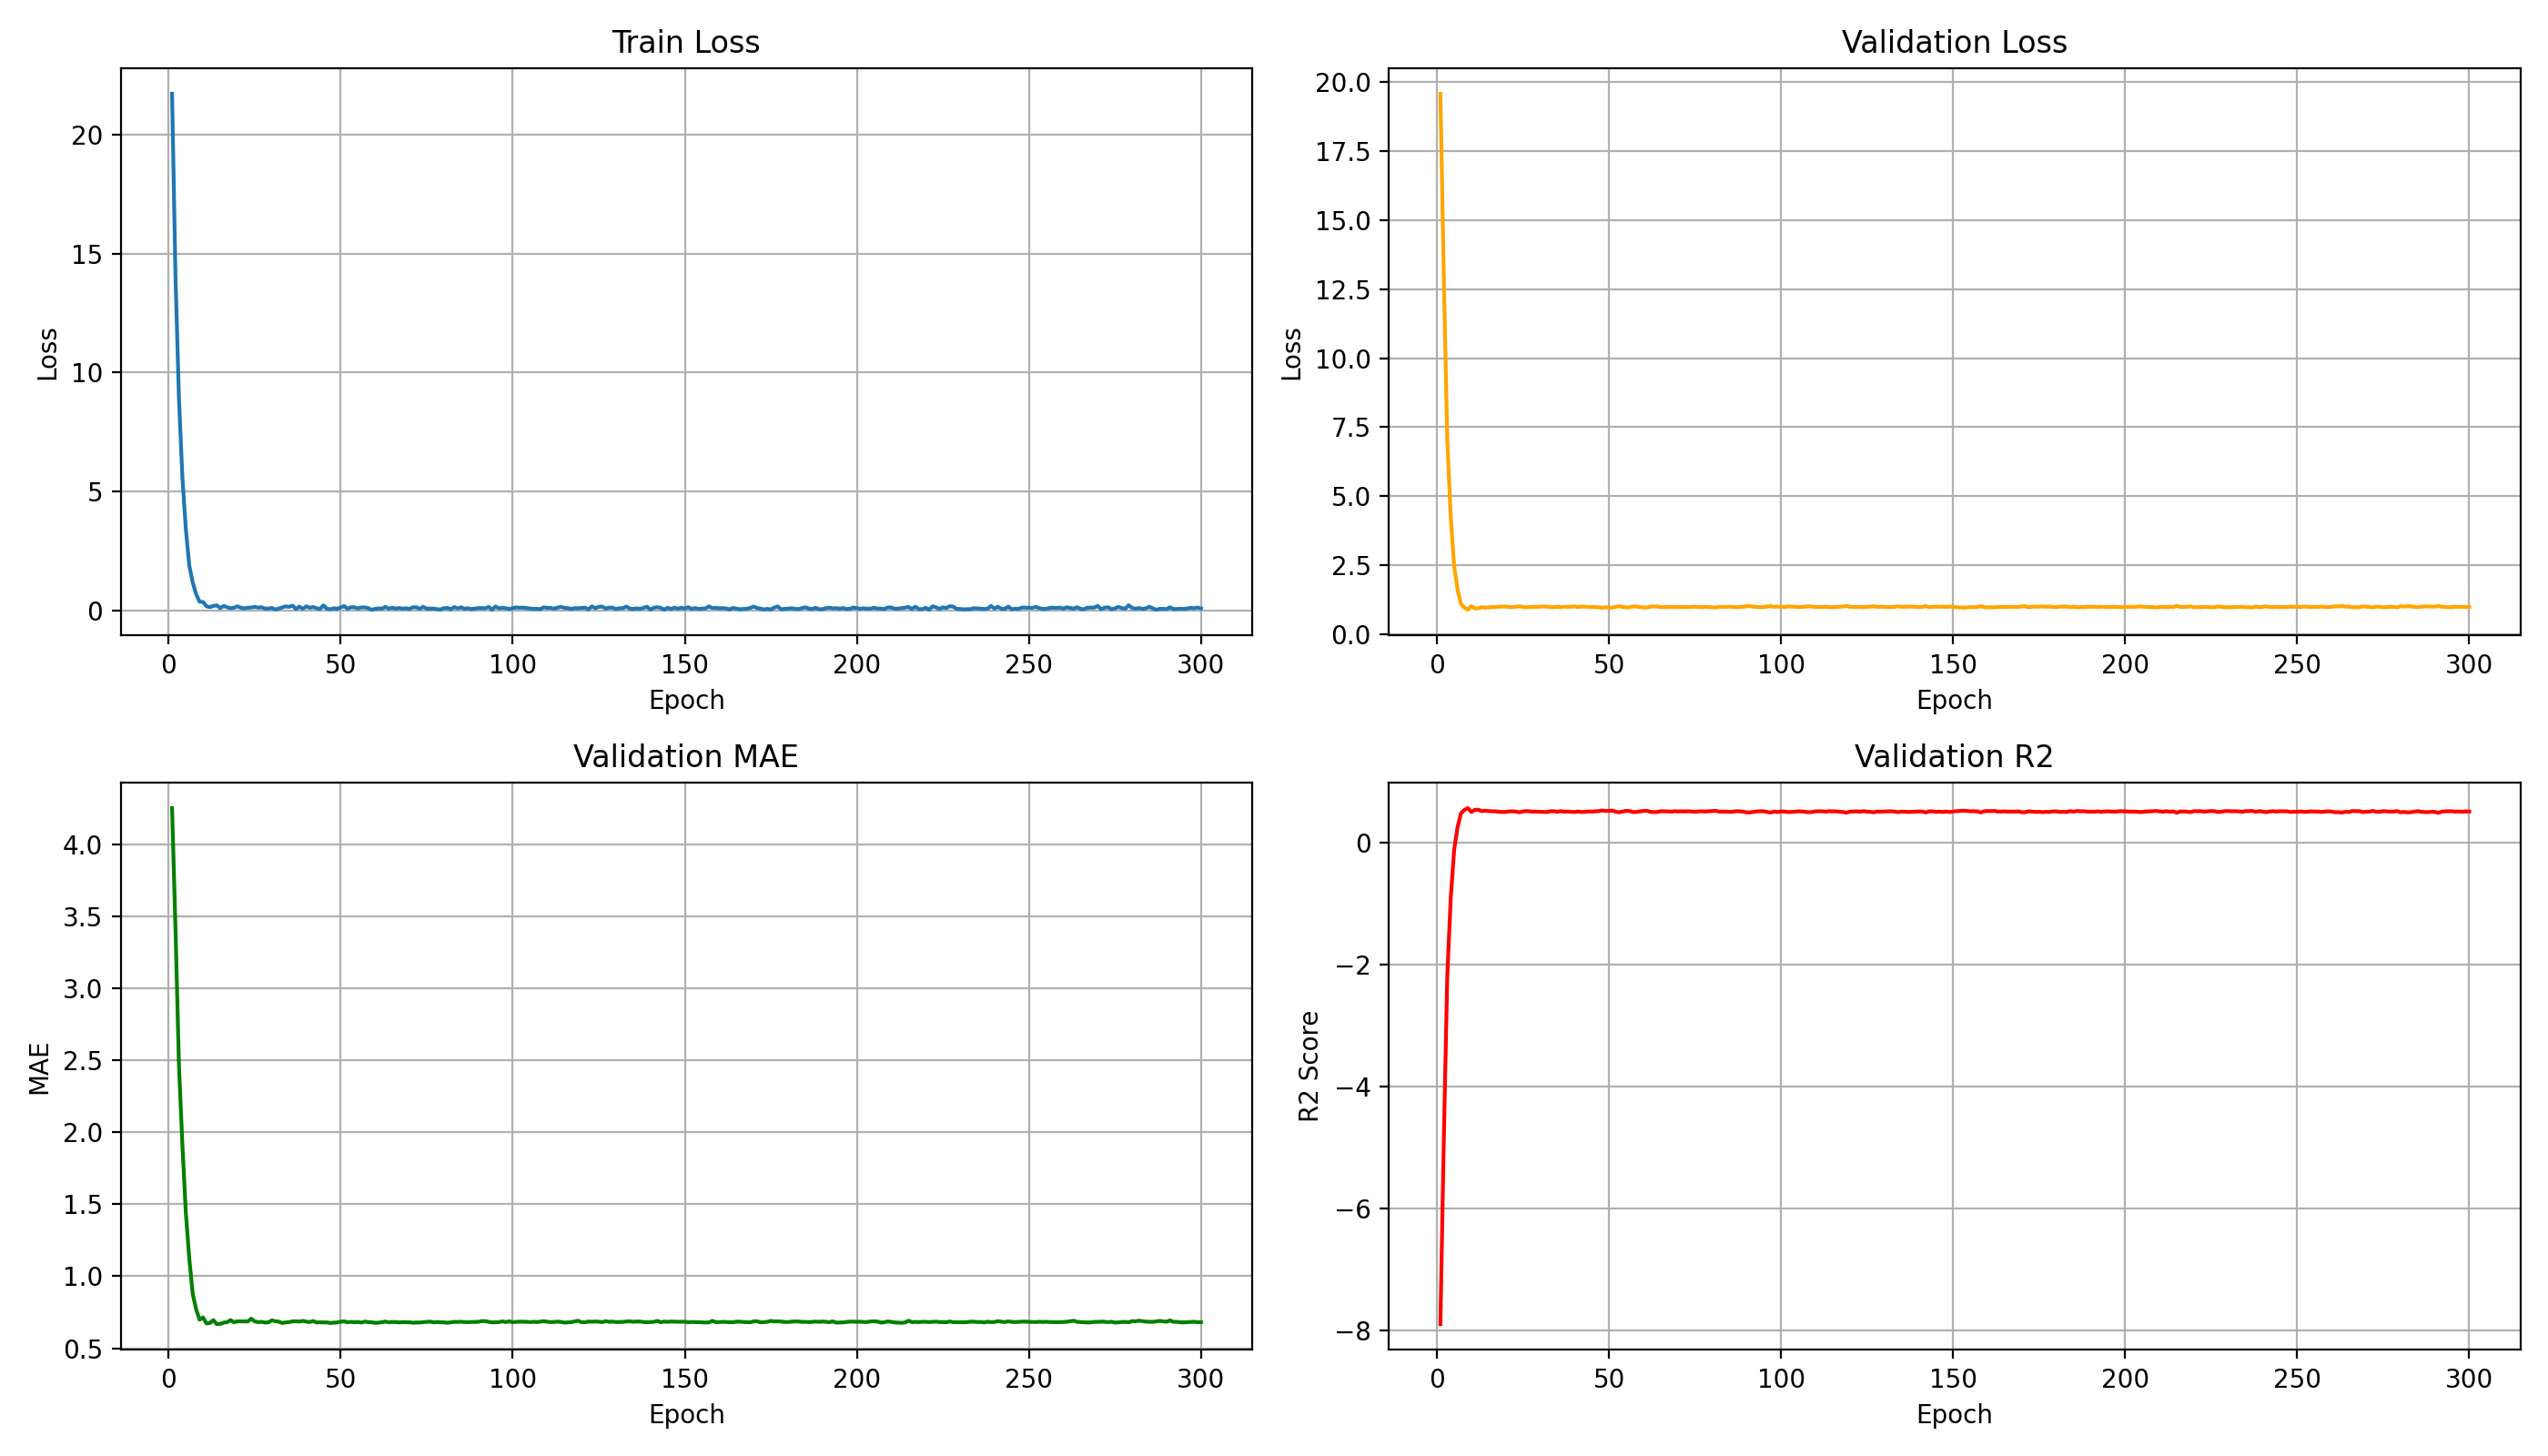 Train Loss
Loss
20
15
10
5
0
0 50 100 150 200 250 300
Epoch
Validation Loss
Loss
20.0
17.5
15.0
12.5
10.0
7.5
5.0
2.5
0.0
0 50 100 150 200 250 300
Epoch
Validation MAE
MAE
4.0
3.5
3.0
2.5
2.0
1.5
1.0
0.5
0 50 100 150 200 250 300
Epoch
Validation R2
R2 Score
0
−2
−4
−6
−8
0 50 100 150 200 250 300
Epoch